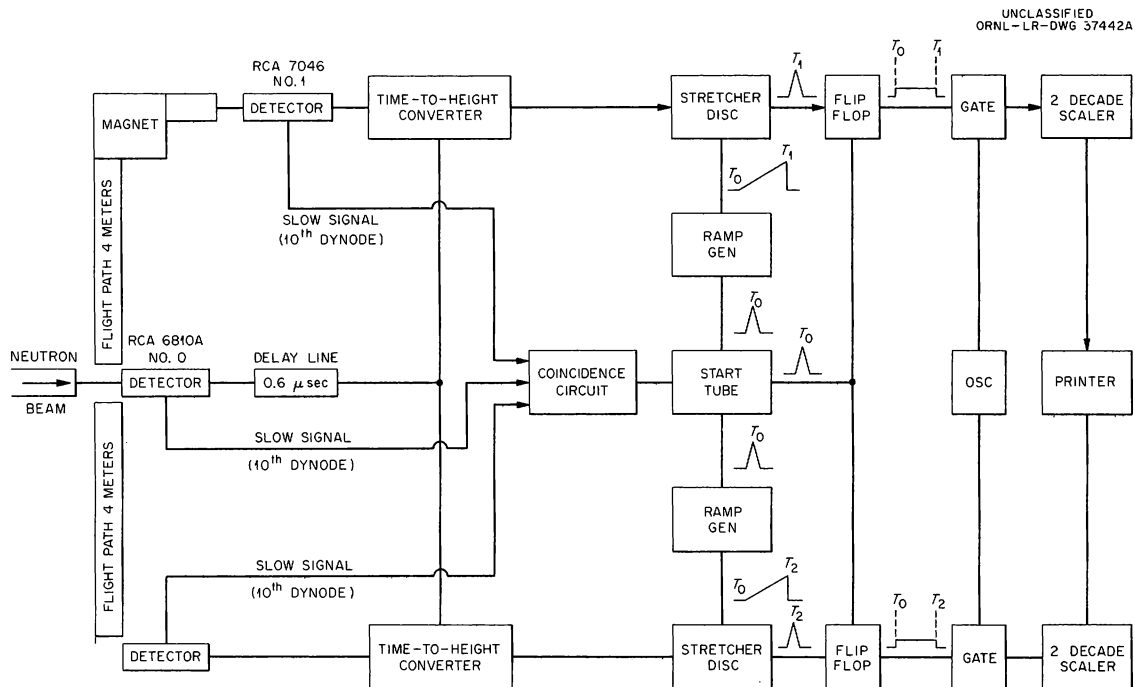 UNCLASSIFIED
ORNL-LR-DWG 37442A
RCA 7046
NO. 1
MAGNET
DETECTOR
TIME-TO-HEIGHT
CONVERTER
STRETCHER
DISC
T1
FLIP
FLOP
T0
T1
GATE
2 DECADE
SCALER
FLIGHT PATH 4 METERS
SLOW SIGNAL
(10th DYNODE)
T0
T1
RAMP
GEN
T0
NEUTRON
BEAM
RCA 6810A
NO. 0
DETECTOR
DELAY LINE
0.6 μsec
COINCIDENCE
CIRCUIT
START
TUBE
T0
OSC
PRINTER
FLIGHT PATH 4 METERS
SLOW SIGNAL
(10th DYNODE)
T0
RAMP
GEN
SLOW SIGNAL
(10th DYNODE)
T0
T2
DETECTOR
TIME-TO-HEIGHT
CONVERTER
STRETCHER
DISC
T2
FLIP
FLOP
T0
T2
GATE
2 DECADE
SCALER